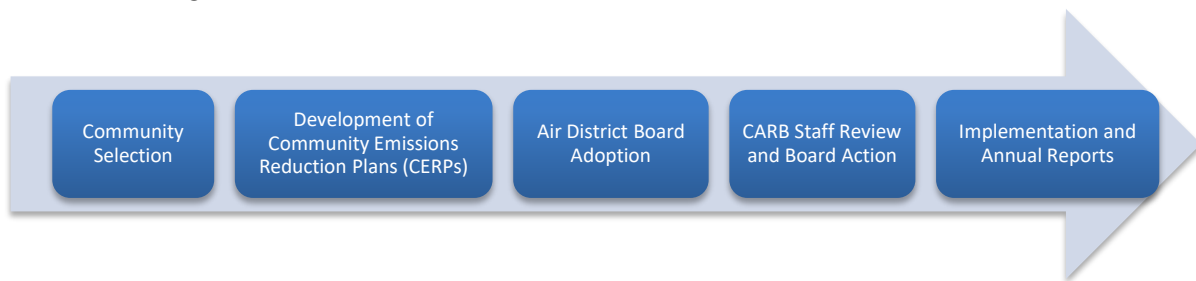 Community
Selection
Development of
Community Emissions
Reduction Plans (CERPs)
Air District Board
Adoption
CARB Staff Review
and Board Action
Implementation and
Annual Reports